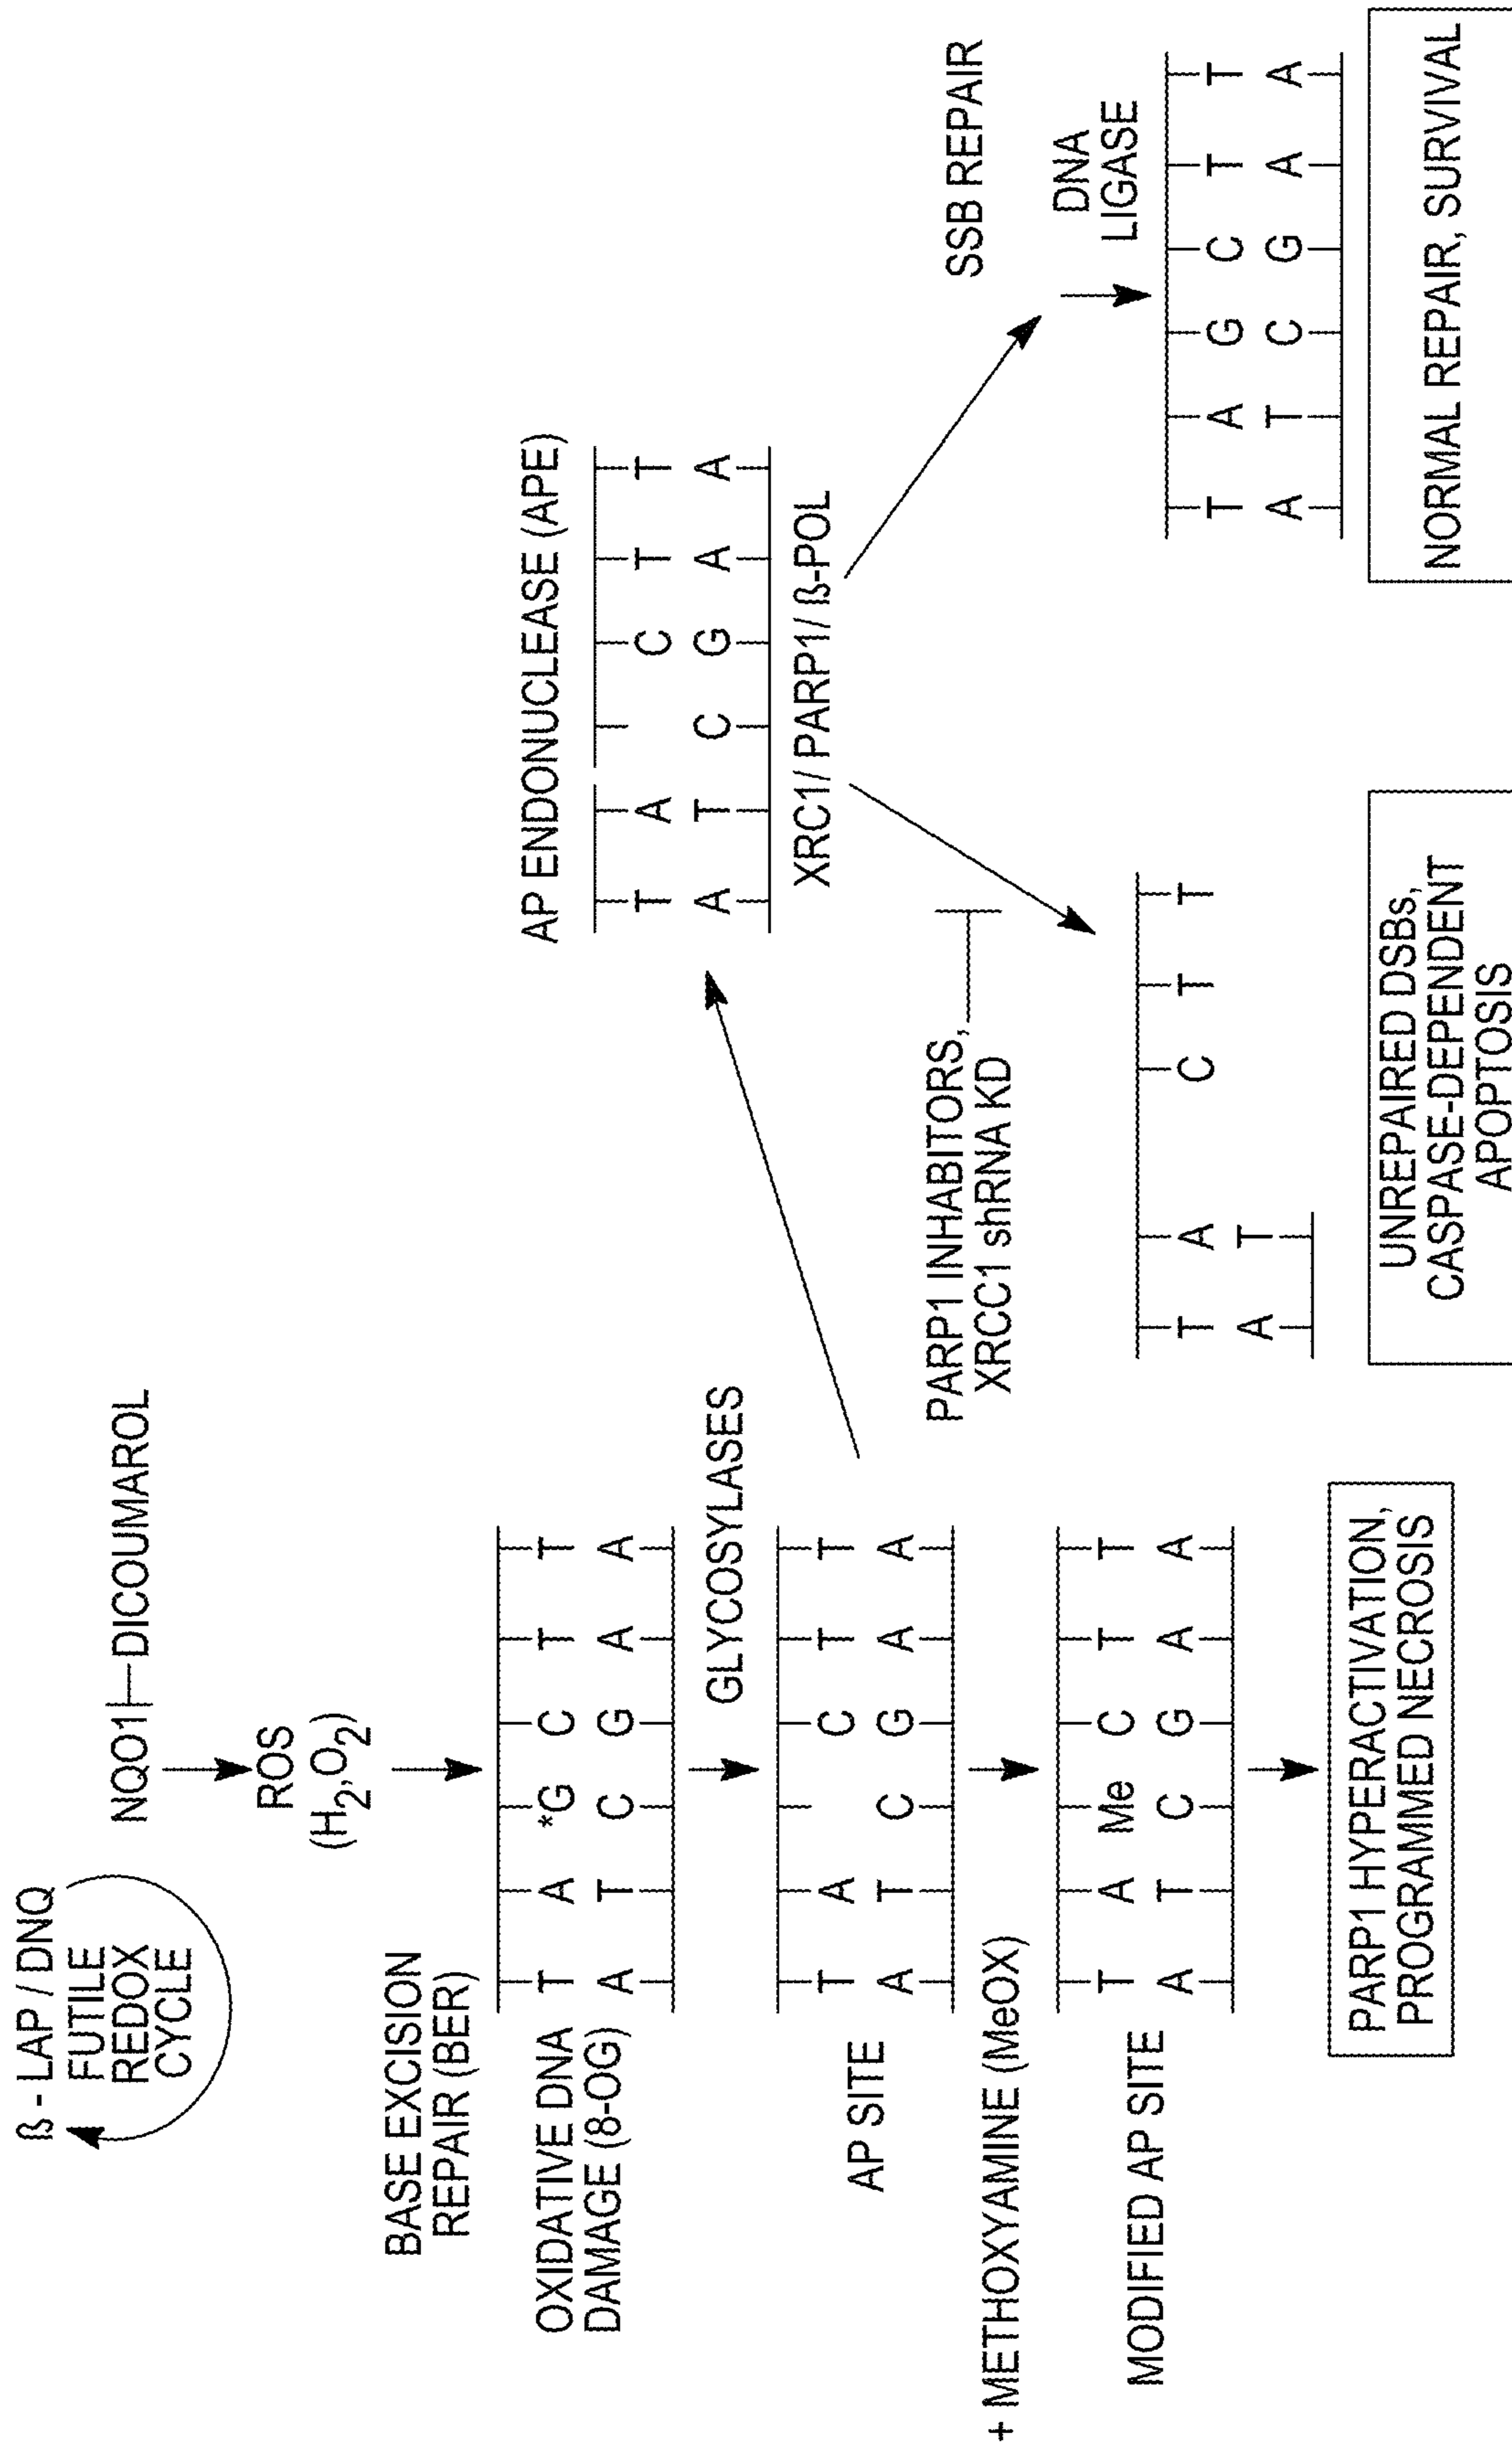 ß - LAP / DNQ
FUTILE
REDOX
CYCLE
NQO1 DICOUMAROL
ROS
(H2,O2)
BASE EXCISION
REPAIR (BER)
OXIDATIVE DNA
DAMAGE (8-OG)
T A *G C T T
A T C G A A
GLYCOSYLASES
AP SITE
T A C T T
A T C G A A
+ METHOXYAMINE (MeOX)
MODIFIED AP SITE
T A Me C T T
A T C G A A
PARP1 HYPERACTIVATION,
PROGRAMMED NECROSIS
AP ENDONUCLEASE (APE)
T A C T T
A T C G A A
XRC1/ PARP1/ ß-POL
PARP1 INHABITORS,
XRCC1 shRNA KD
T A C T T
A T
UNREPAIRED DSBs,
CASPASE-DEPENDENT
APOPTOSIS
SSB REPAIR
DNA
LIGASE
T A G C T T
A T C G A A
NORMAL REPAIR, SURVIVAL